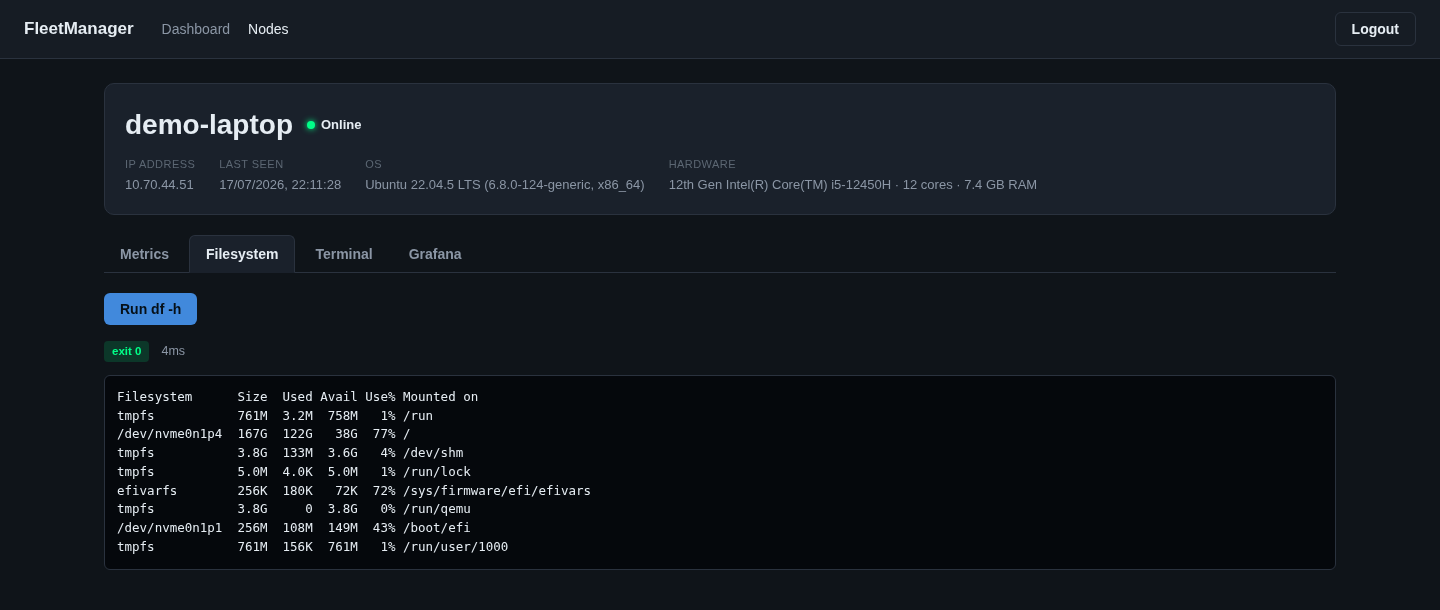 FleetManager Dashboard Nodes Logout
demo-laptop Online
IP ADDRESS LAST SEEN OS HARDWARE
10.70.44.51 17/07/2026, 22:11:28 Ubuntu 22.04.5 LTS (6.8.0-124-generic, x86_64) 12th Gen Intel(R) Core(TM) i5-12450H · 12 cores · 7.4 GB RAM
Metrics Filesystem Terminal Grafana
Run df -h
exit 0 4ms
Filesystem      Size  Used Avail Use% Mounted on
tmpfs           761M  3.2M  758M   1% /run
/dev/nvme0n1p4  167G  122G   38G  77% /
tmpfs           3.8G  133M  3.6G   4% /dev/shm
tmpfs           5.0M  4.0K  5.0M   1% /run/lock
efivarfs        256K  180K   72K  72% /sys/firmware/efi/efivars
tmpfs           3.8G     0  3.8G   0% /run/qemu
/dev/nvme0n1p1  256M  108M  149M  43% /boot/efi
tmpfs           761M  156K  761M   1% /run/user/1000